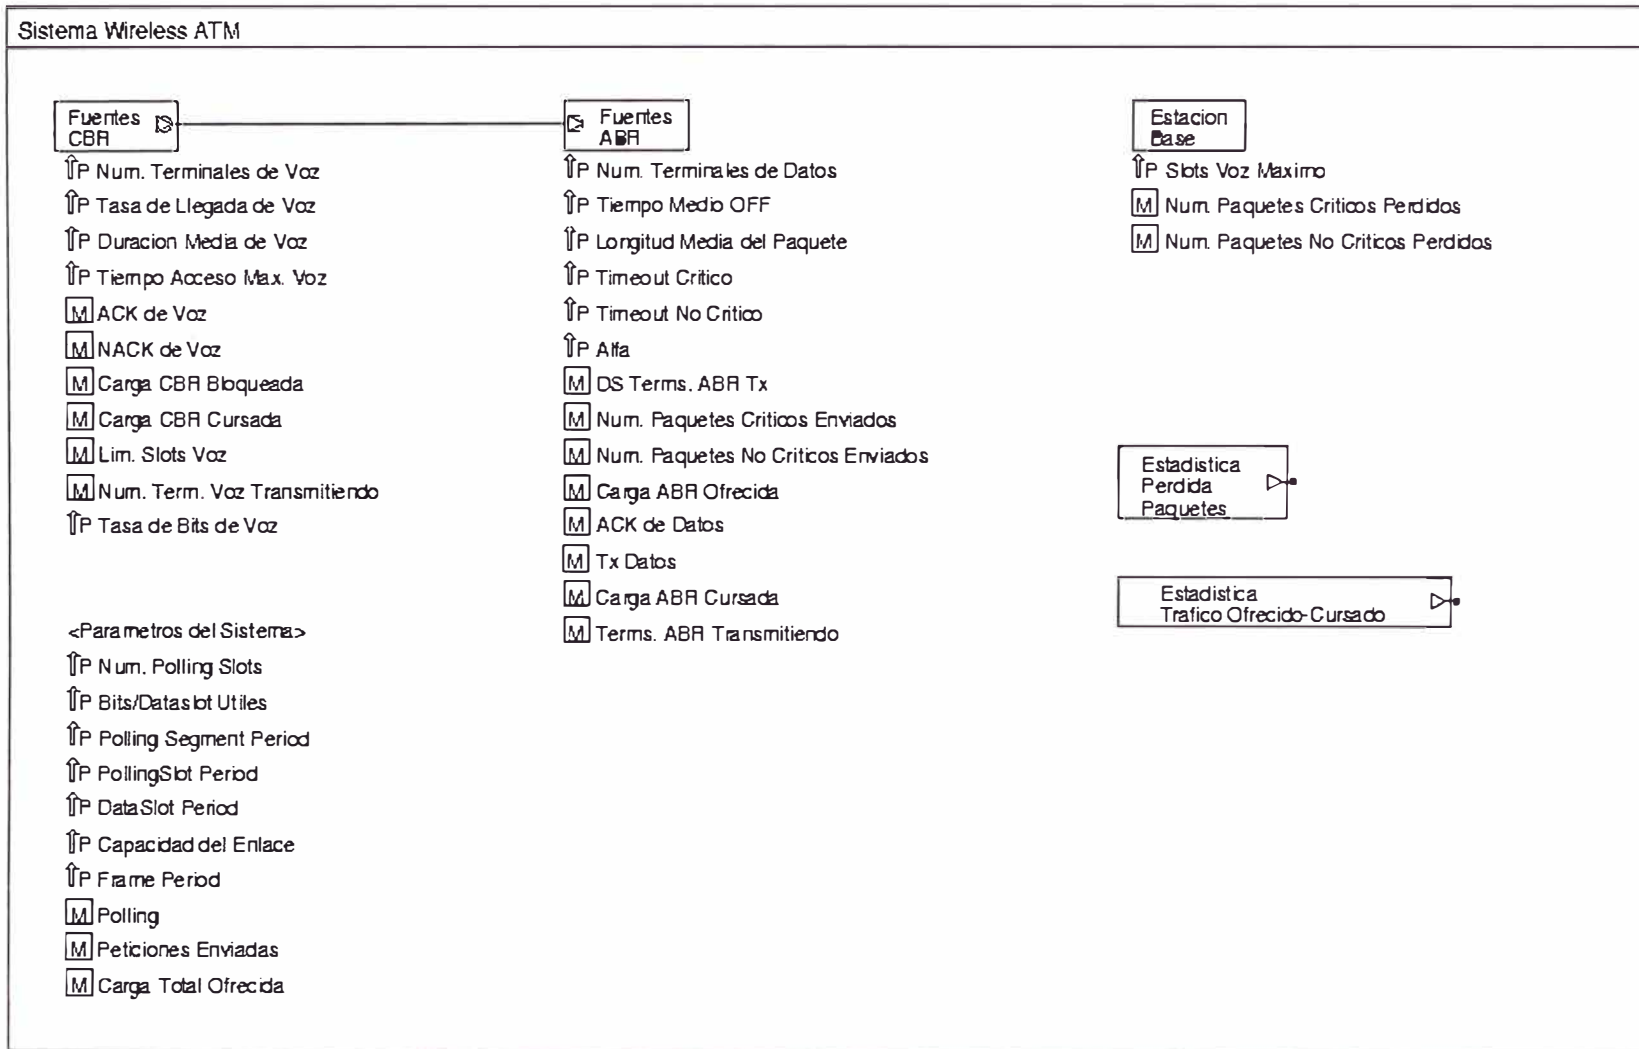 Sistema Wireless ATM
Fuentes
CBR
P Num. Terminales de Voz
P Tasa de Llegada de Voz
P Duracion Media de Voz
P Tiempo Acceso Max. Voz
M ACK de Voz
M NACK de Voz
M Carga CBR Bloqueada
M Carga CBR Cursada
M Lim. Slots Voz
M Num. Term. Voz Transmitiendo
P Tasa de Bits de Voz
<Parametros del Sistema>
P Num. Polling Slots
P Bits/Dataslot Utiles
P Polling Segment Period
P PollingSlot Period
P DataSlot Period
P Capacidad del Enlace
P Frame Period
M Polling
M Peticiones Enviadas
M Carga Total Ofrecida
Fuentes
ABR
P Num. Terminales de Datos
P Tiempo Medio OFF
P Longitud Media del Paquete
P Timeout Critico
P Timeout No Critico
P Alfa
M DS Terms. ABR Tx
M Num. Paquetes Criticos Enviados
M Num. Paquetes No Criticos Enviados
M Carga ABR Ofrecida
M ACK de Datos
M Tx Datos
M Carga ABR Cursada
M Terms. ABR Transmitiendo
Estacion
Base
P Slots Voz Maximo
M Num. Paquetes Criticos Perdidos
M Num. Paquetes No Criticos Perdidos
Estadistica
Perdida
Paquetes
Estadistica
Trafico Ofrecido-Cursado